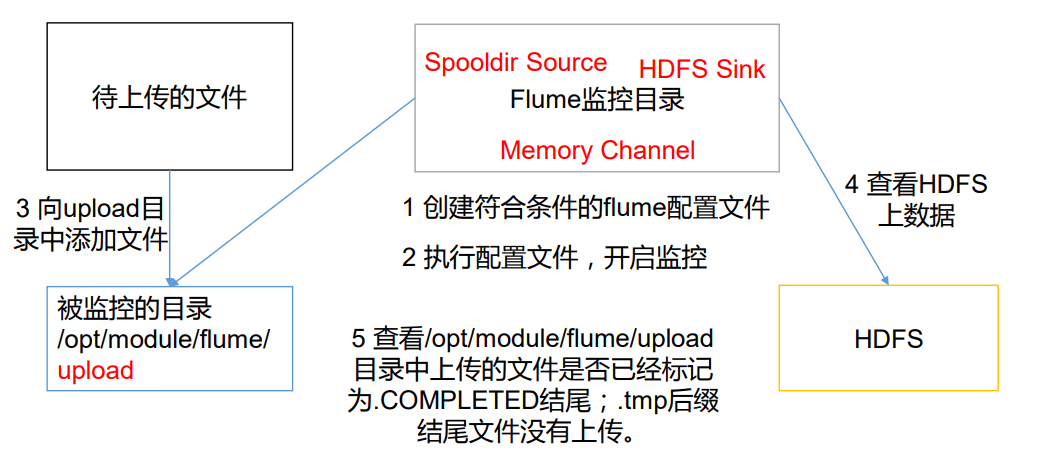 待上传的文件
Spooldir Source
HDFS Sink
Flume监控目录
Memory Channel
3 向upload目
录中添加文件
1 创建符合条件的flume配置文件
2 执行配置文件，开启监控
4 查看HDFS
上数据
被监控的目录
/opt/module/flume/
upload
5 查看/opt/module/flume/upload
目录中上传的文件是否已经标记
为.COMPLETED结尾；.tmp后缀
结尾文件没有上传。
HDFS